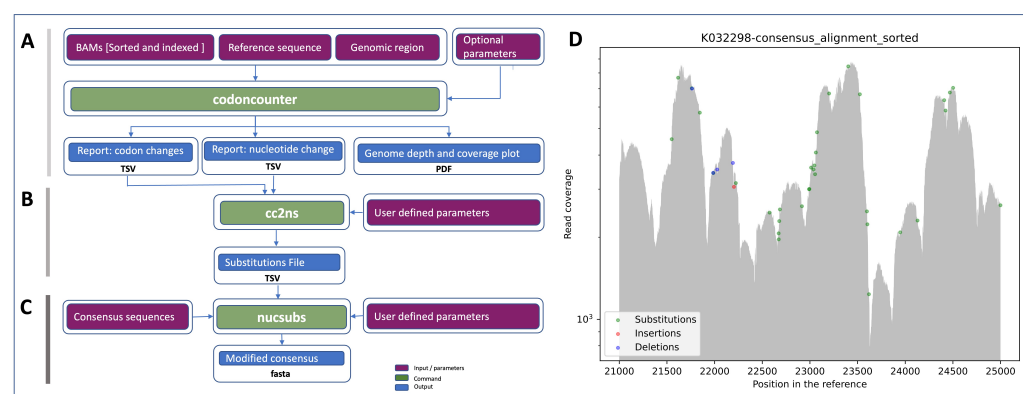 A
BAMs [Sorted and indexed ]
Reference sequence
Genomic region
Optional
parameters
codoncounter
Report: codon changes
TSV
Report: nucleotide change
TSV
Genome depth and coverage plot
PDF
B
cc2ns
User defined parameters
Substitutions File
TSV
C
Consensus sequences
nucsubs
User defined parameters
Modified consensus
fasta
Input / parameters
Command
Output
D
K032298-consensus_alignment_sorted
Read coverage
10³
Substitutions
Insertions
Deletions
21000 21500 22000 22500 23000 23500 24000 24500 25000
Position in the reference